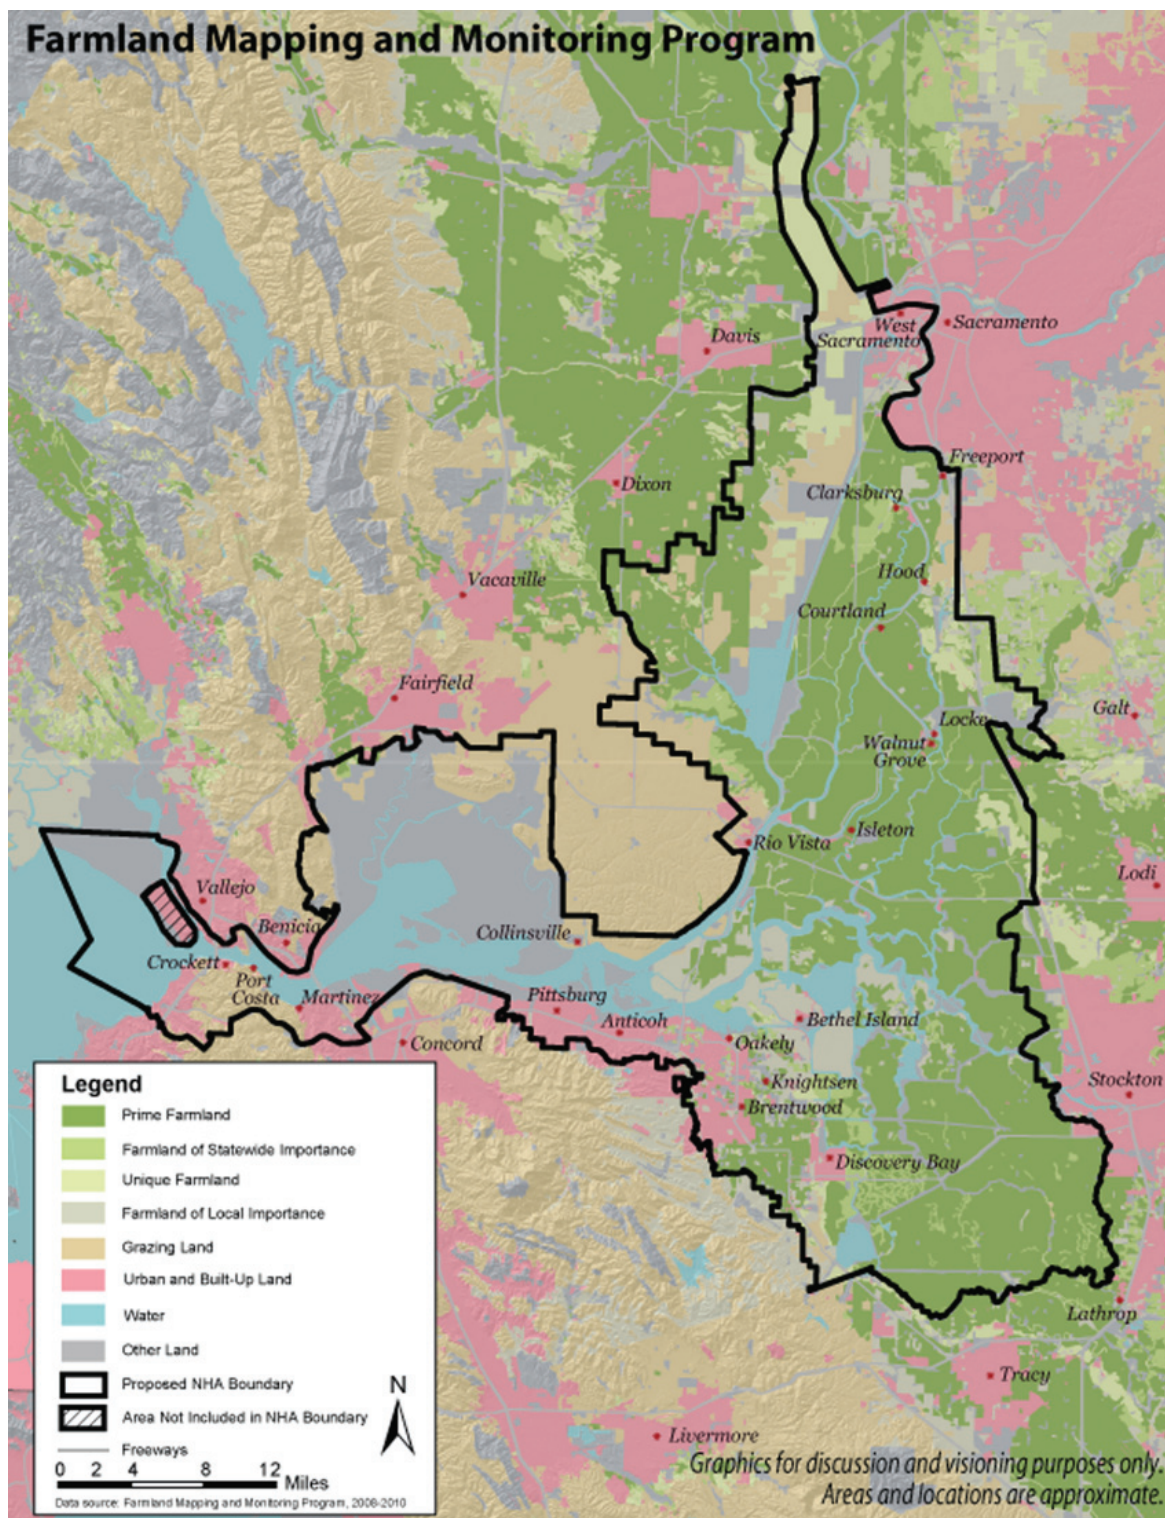 Farmland Mapping and Monitoring Program
Davis
West
Sacramento
Sacramento
Freeport
Dixon
Clarksburg
Vacaville
Hood
Courtland
Fairfield
Galt
Locke
Walnut
Grove
Rio Vista
Isleton
Lodi
Vallejo
Benicia
Collinsville
Crockett
Port
Costa
Martinez
Pittsburg
Anticoh
Bethel Island
Concord
Oakely
Knightsen
Stockton
Brentwood
Discovery Bay
Lathrop
Tracy
Livermore
Legend
Prime Farmland
Farmland of Statewide Importance
Unique Farmland
Farmland of Local Importance
Grazing Land
Urban and Built-Up Land
Water
Other Land
Proposed NHA Boundary
Area Not Included in NHA Boundary
Freeways
N
0 2 4 8 12 Miles
Data source: Farmland Mapping and Monitoring Program, 2008-2010
Graphics for discussion and visioning purposes only.
Areas and locations are approximate.